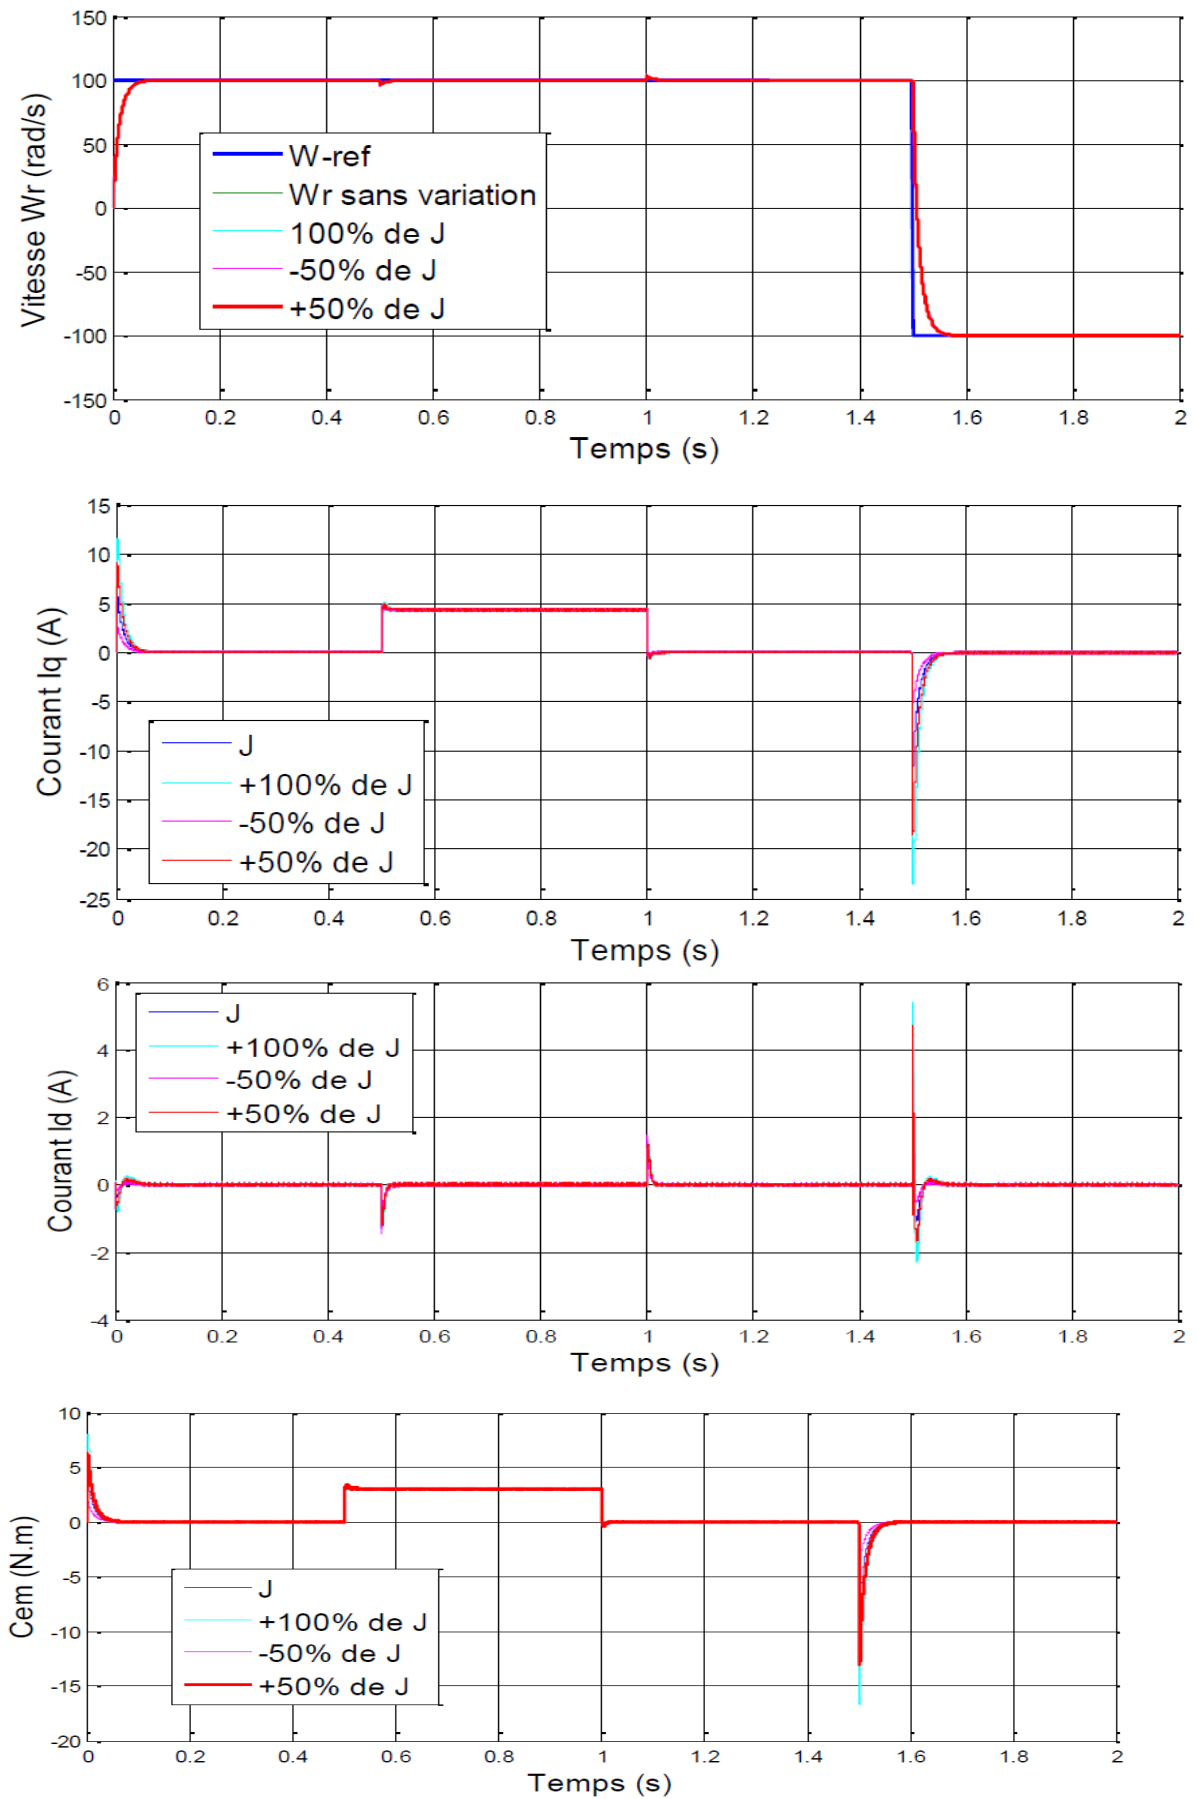 150
100
50
0
-50
-100
-150
Vitesse Wr (rad/s)
W-ref
Wr sans variation
100% de J
-50% de J
+50% de J
0 0.2 0.4 0.6 0.8 1 1.2 1.4 1.6 1.8 2
Temps (s)
15
10
5
0
-5
-10
-15
-20
-25
Courant Iq (A)
J
+100% de J
-50% de J
+50% de J
0 0.2 0.4 0.6 0.8 1 1.2 1.4 1.6 1.8 2
Temps (s)
6
4
2
0
-2
-4
Courant Id (A)
J
+100% de J
-50% de J
+50% de J
0 0.2 0.4 0.6 0.8 1 1.2 1.4 1.6 1.8 2
Temps (s)
10
5
0
-5
-10
-15
-20
Cem (N.m)
J
+100% de J
-50% de J
+50% de J
0 0.2 0.4 0.6 0.8 1 1.2 1.4 1.6 1.8 2
Temps (s)